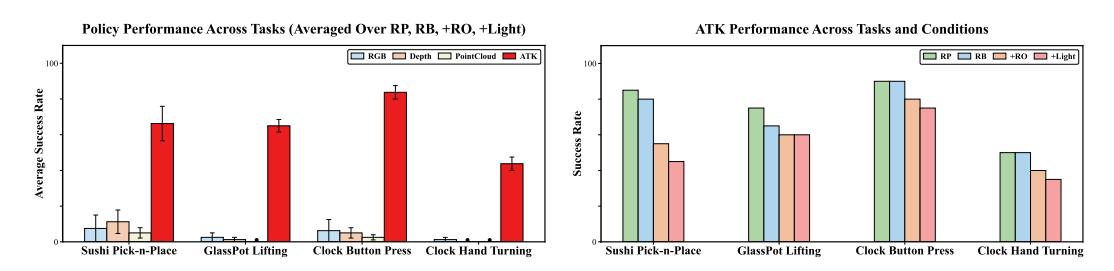 Policy Performance Across Tasks (Averaged Over RP, RB, +RO, +Light)
RGB Depth PointCloud ATK
100
Average Success Rate
0
Sushi Pick-n-Place GlassPot Lifting Clock Button Press Clock Hand Turning
ATK Performance Across Tasks and Conditions
RP RB +RO +Light
100
Success Rate
0
Sushi Pick-n-Place GlassPot Lifting Clock Button Press Clock Hand Turning